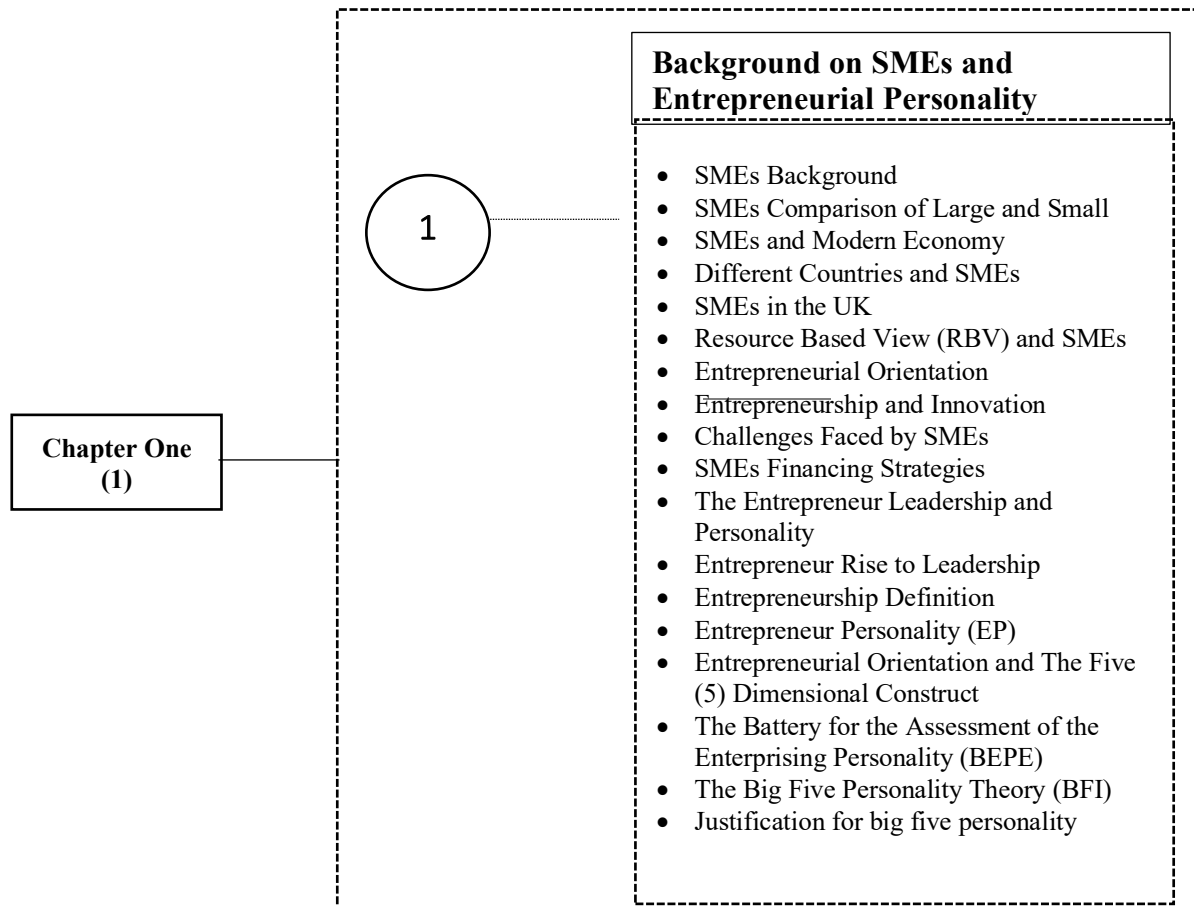 Background on SMEs and
Entrepreneurial Personality
• SMEs Background
1
• SMEs Comparison of Large and Small
• SMEs and Modern Economy
• Different Countries and SMEs
• SMEs in the UK
• Resource Based View (RBV) and SMEs
• Entrepreneurial Orientation
• Entrepreneurship and Innovation
Chapter One
(1)
• Challenges Faced by SMEs
• SMEs Financing Strategies
• The Entrepreneur Leadership and
Personality
• Entrepreneur Rise to Leadership
• Entrepreneurship Definition
• Entrepreneur Personality (EP)
• Entrepreneurial Orientation and The Five
(5) Dimensional Construct
• The Battery for the Assessment of the
Enterprising Personality (BEPE)
• The Big Five Personality Theory (BFI)
• Justification for big five personality